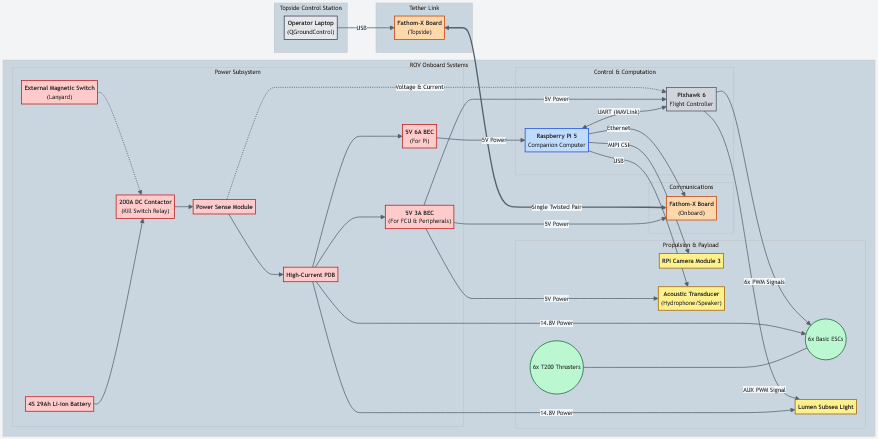 Topside Control Station
Tether Link
Operator Laptop
(QGroundControl)
USB
Fathom-X Board
(Topside)
ROV Onboard Systems
Power Subsystem
Control & Computation
External Magnetic Switch
(Lanyard)
Voltage & Current
Pixhawk 6
Flight Controller
5V Power
UART (MAVLink)
5V 6A BEC
(For Pi)
5V Power
Raspberry Pi 5
Companion Computer
Ethernet
MIPI CSI
USB
Communications
200A DC Contactor
(Kill Switch Relay)
Power Sense Module
5V 3A BEC
(For FCU & Peripherals)
Single Twisted Pair
5V Power
Fathom-X Board
(Onboard)
Propulsion & Payload
RPI Camera Module 3
High-Current PDB
6x PWM Signals
5V Power
Acoustic Transducer
(Hydrophone/Speaker)
14.8V Power
6x Basic ESCs
6x T200 Thrusters
AUX PWM Signal
4S 29Ah Li-Ion Battery
14.8V Power
Lumen Subsea Light